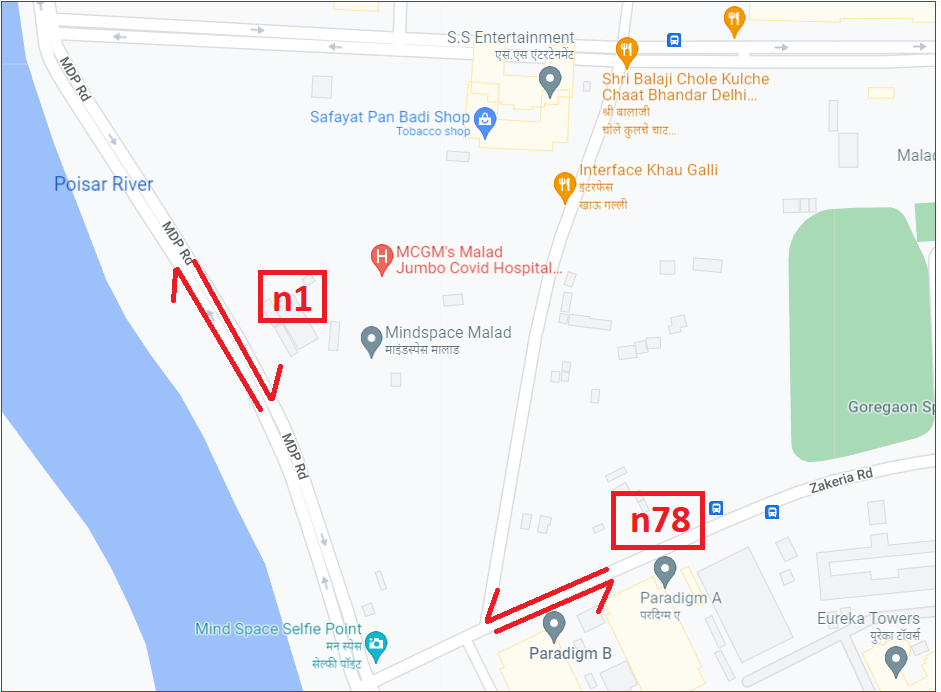 S.S Entertainment
एस.एस एंटरटेनमेंट
MDP Rd
Shri Balaji Chole Kulche
Chaat Bhandar Delhi...
श्री बालाजी
चोले कुलचे चाट...
Safayat Pan Badi Shop
Tobacco shop
Malad
Poisar River
Interface Khau Galli
इंटरफेस
खाऊ गल्ली
MDP Rd
MCGM's Malad
Jumbo Covid Hospital...
n1
Mindspace Malad
माइंडस्पेस मालाड
Goregaon Sp
MDP Rd
Zakeria Rd
n78
Paradigm A
परदिग्म ए
Eureka Towers
युरेका टॉवर्स
Mind Space Selfie Point
मन स्पेस
सेल्फी पॉइंट
Paradigm B